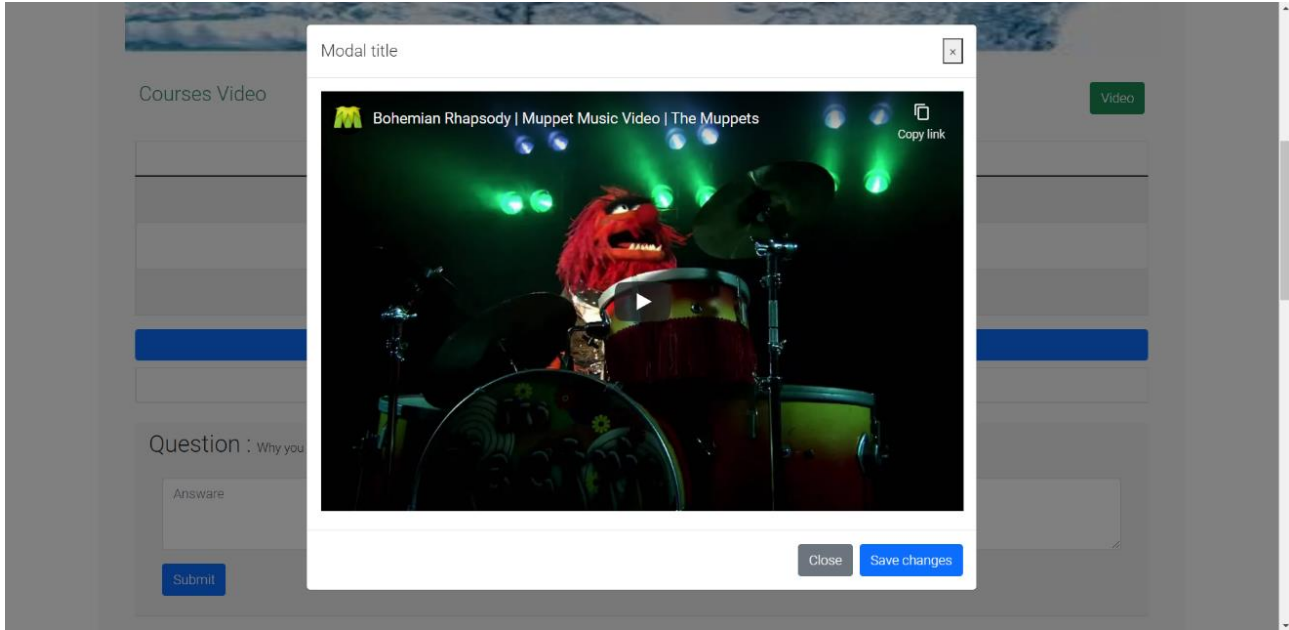 Modal title
×
Courses Video
Video
Bohemian Rhapsody | Muppet Music Video | The Muppets
Copy link
Question : Why you
Answare
Close
Save changes
Submit